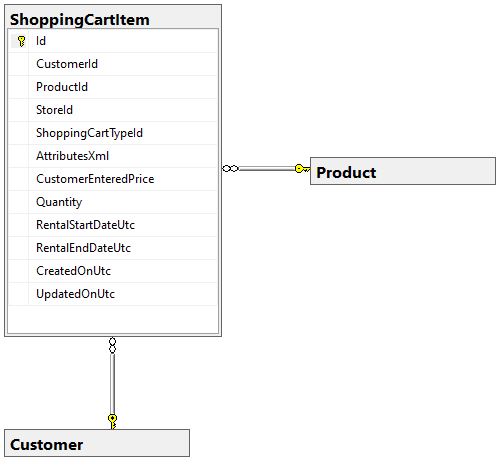 ShoppingCartItem
Id
CustomerId
ProductId
StoreId
ShoppingCartTypeId
AttributesXml
CustomerEnteredPrice
Quantity
RentalStartDateUtc
RentalEndDateUtc
CreatedOnUtc
UpdatedOnUtc
Product
Customer